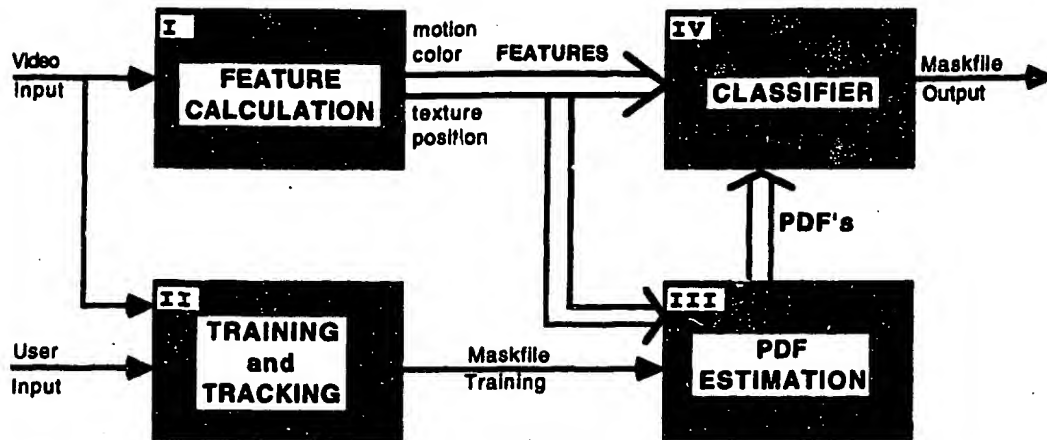 I
Video
Input
FEATURE
CALCULATION
motion
color
FEATURES
texture
position
IV
CLASSIFIER
Maskfile
Output
PDF's
II
User
Input
TRAINING
and
TRACKING
Maskfile
Training
III
PDF
ESTIMATION